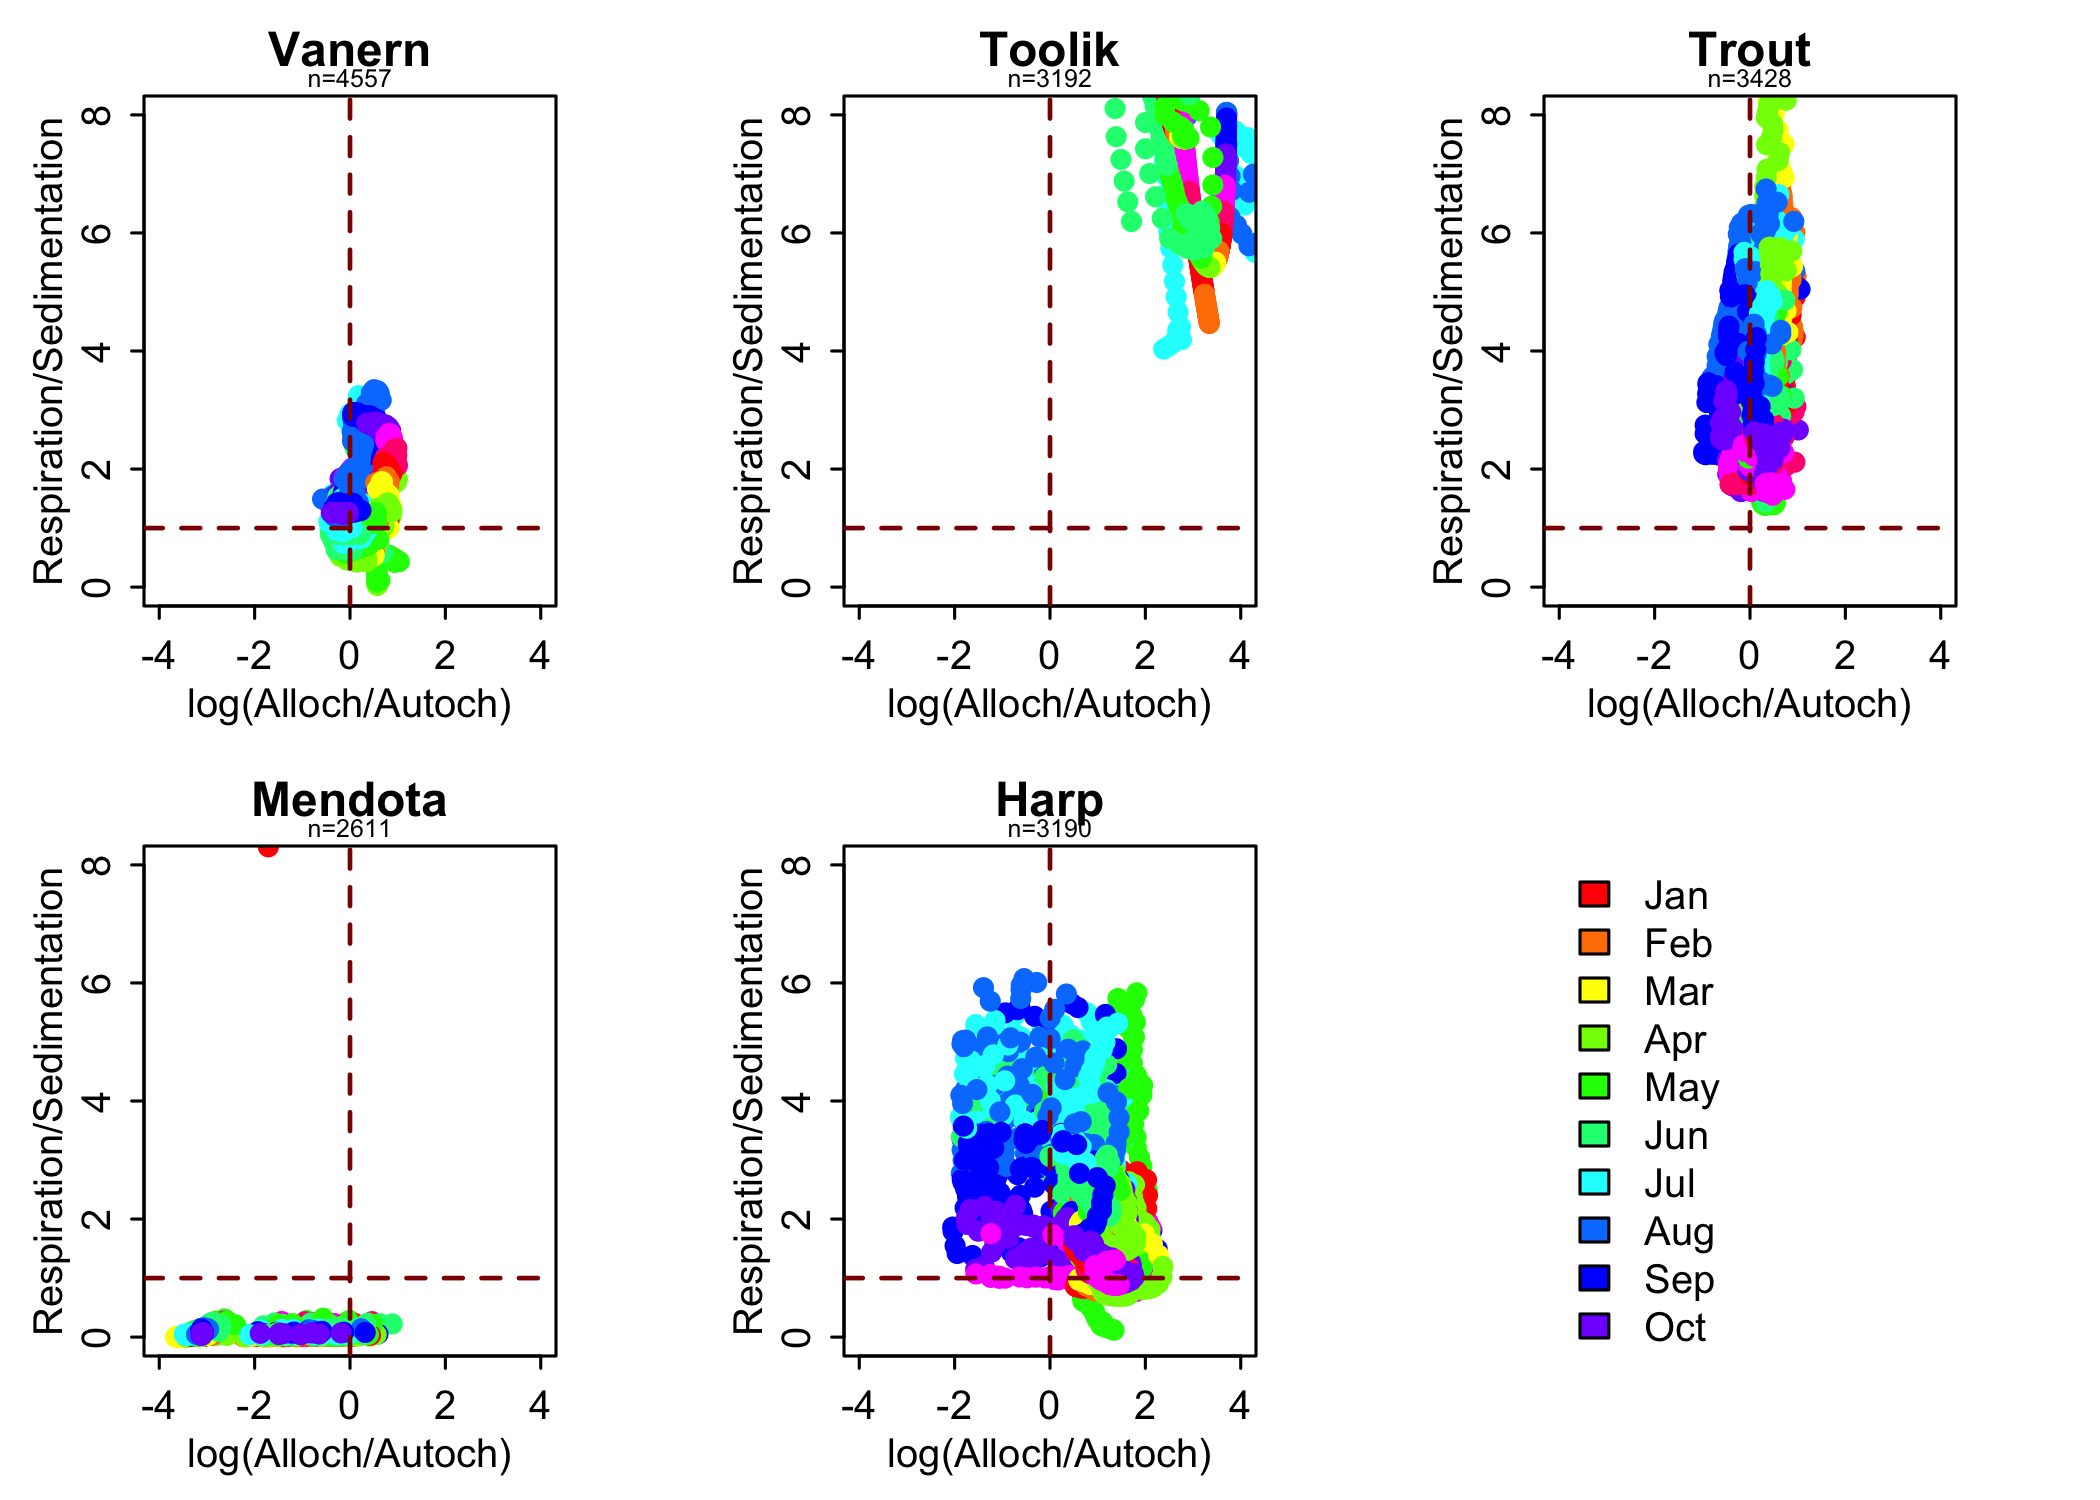 Vanern
n=4557
Respiration/Sedimentation
0 2 4 6 8
-4 -2 0 2 4
log(Alloch/Autoch)
Toolik
n=3192
Respiration/Sedimentation
0 2 4 6 8
-4 -2 0 2 4
log(Alloch/Autoch)
Trout
n=3428
Respiration/Sedimentation
0 2 4 6 8
-4 -2 0 2 4
log(Alloch/Autoch)
Mendota
n=2611
Respiration/Sedimentation
0 2 4 6 8
-4 -2 0 2 4
log(Alloch/Autoch)
Harp
n=3190
Respiration/Sedimentation
0 2 4 6 8
-4 -2 0 2 4
log(Alloch/Autoch)
Jan
Feb
Mar
Apr
May
Jun
Jul
Aug
Sep
Oct